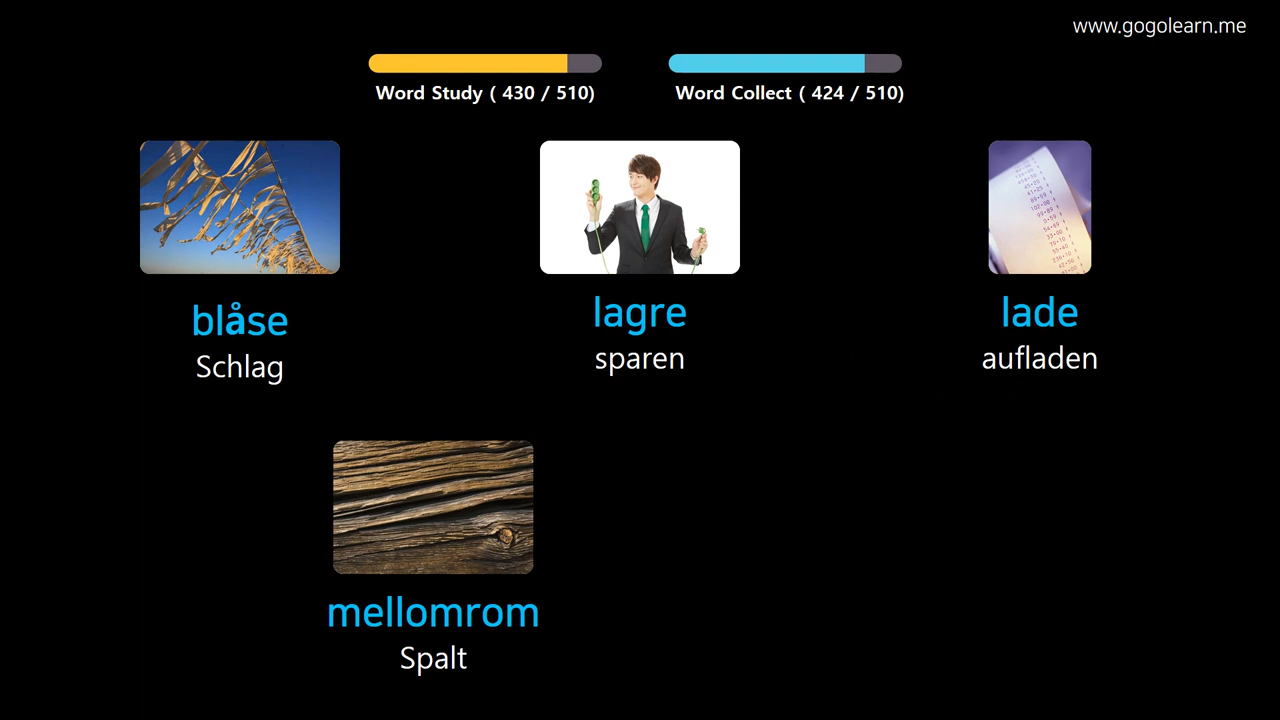 www.gogolearn.me
Word Study ( 430 / 510)
Word Collect ( 424 / 510)
blåse
Schlag
lagre
sparen
lade
aufladen
mellomrom
Spalt